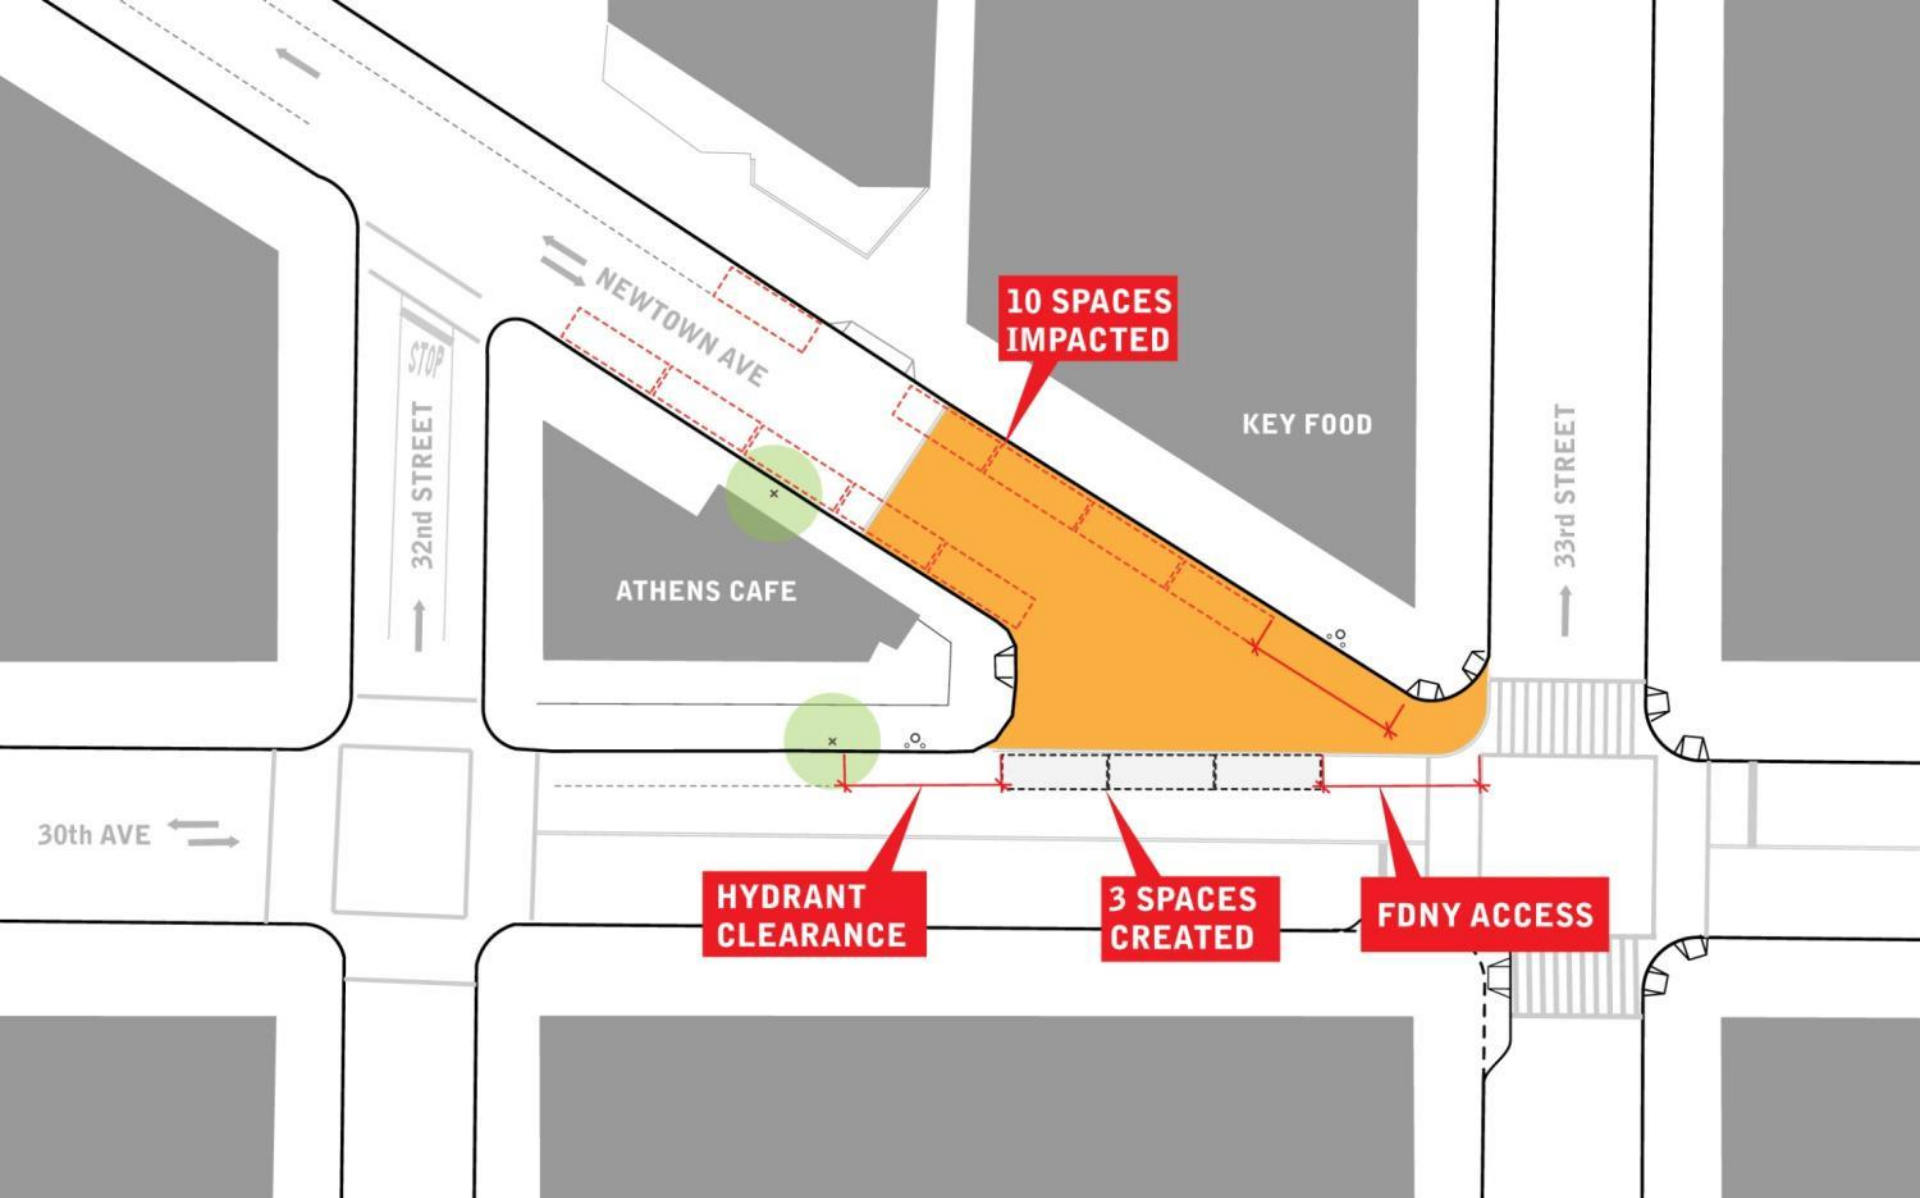 NEWTOWN AVE
10 SPACES
IMPACTED
KEY FOOD
STOP
32nd STREET
33rd STREET
ATHENS CAFE
30th AVE
HYDRANT
CLEARANCE
3 SPACES
CREATED
FDNY ACCESS